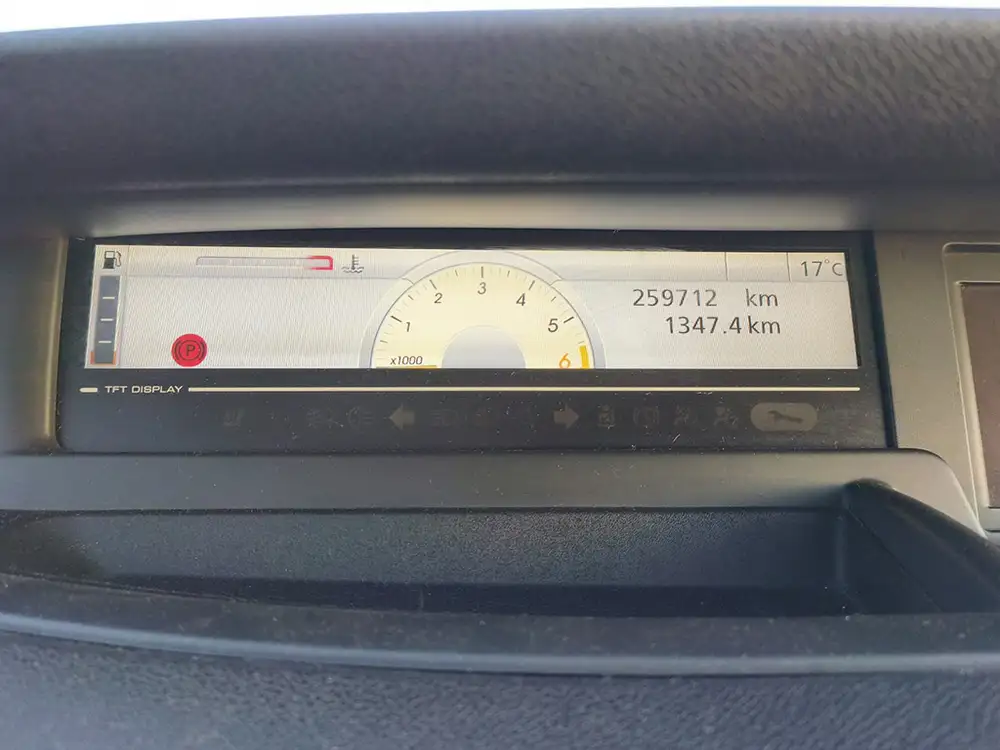 17°C
259712 km
1347.4 km
1 2 3 4 5 6
x1000
P
TFT DISPLAY